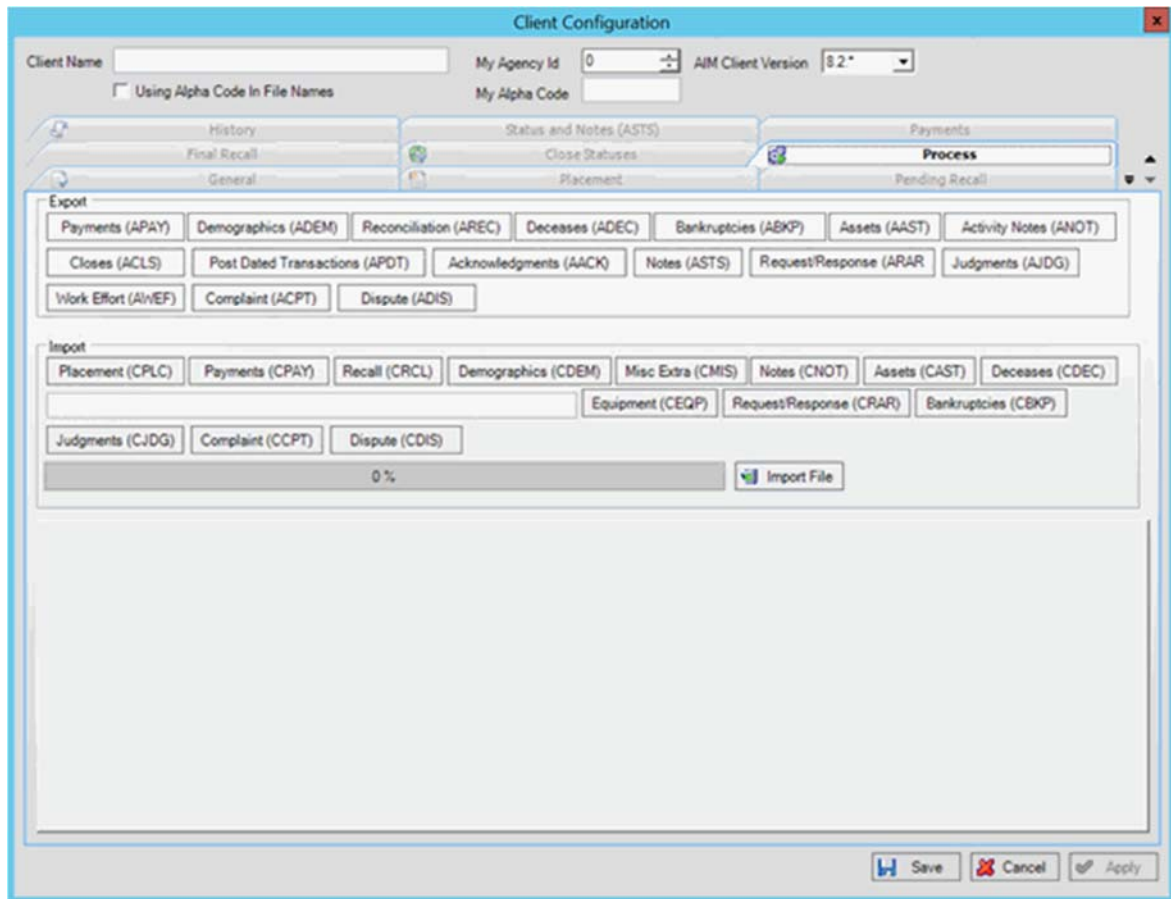 Client Configuration
x
Client Name My Agency Id 0 AIM Client Version 8.2.*
Using Alpha Code In File Names My Alpha Code
History Status and Notes (ASTS) Payments
Final Recall Close Statuses Process
General Placement Pending Recall
Export
Payments (APAY) Demographics (ADEM) Reconciliation (AREC) Deceases (ADEC) Bankruptcies (ABKP) Assets (AAST) Activity Notes (ANOT)
Closes (ACLS) Post Dated Transactions (APDT) Acknowledgments (AACK) Notes (ASTS) Request/Response (ARAR Judgments (AJDG)
Work Effort (AWEF) Complaint (ACPT) Dispute (ADIS)
Import
Placement (CPLC) Payments (CPAY) Recall (CRCL) Demographics (CDEM) Misc Extra (CMIS) Notes (CNOT) Assets (CAST) Deceases (CDEC)
Equipment (CEQP) Request/Response (CRAR) Bankruptcies (CBKP)
Judgments (CJDG) Complaint (CCPT) Dispute (CDIS)
0 % Import File
Save Cancel Apply